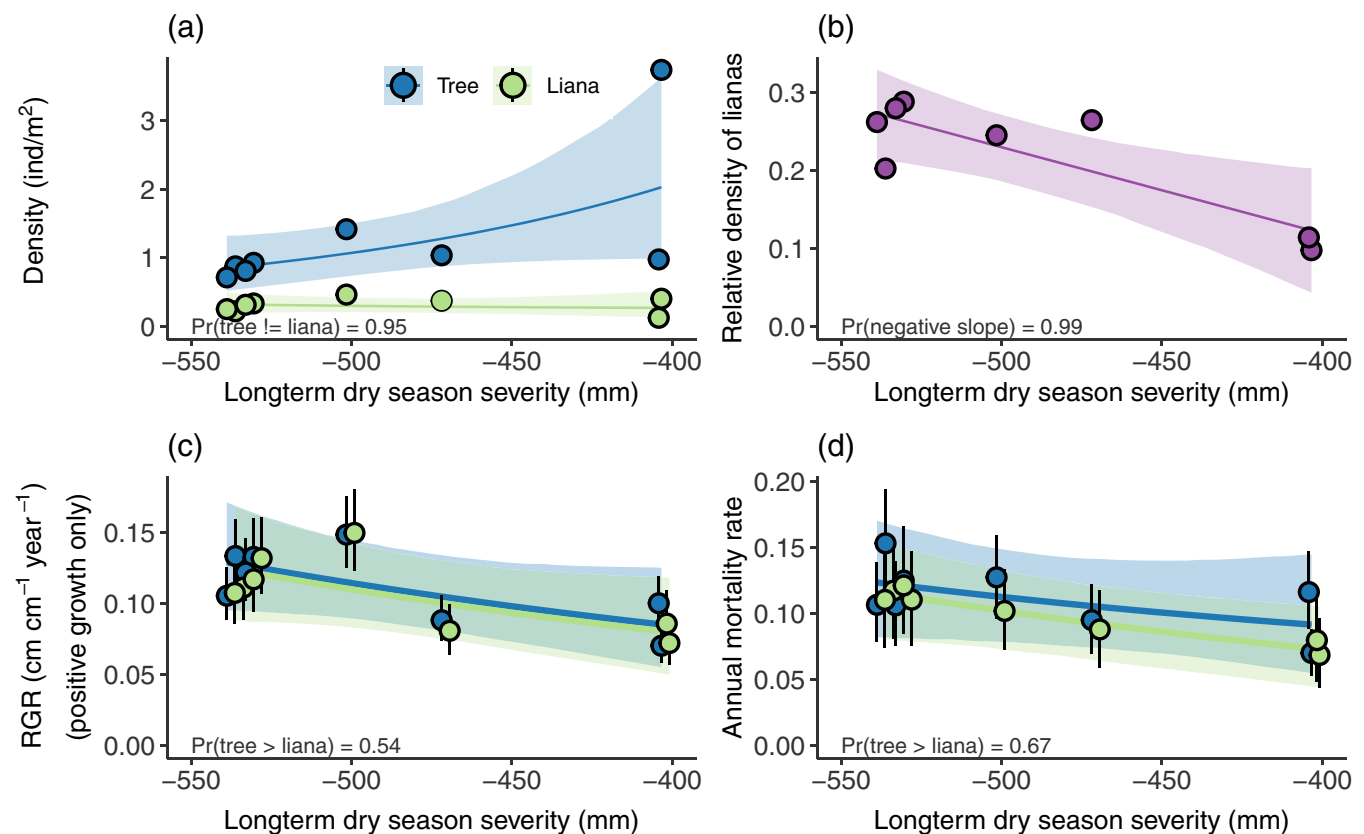 (a)
Density (ind/m²)
3
2
1
0
Tree
Liana
Pr(tree != liana) = 0.95
−550
−500
−450
−400
Longterm dry season severity (mm)
(b)
Relative density of lianas
0.3
0.2
0.1
0.0
Pr(negative slope) = 0.99
−550
−500
−450
−400
Longterm dry season severity (mm)
(c)
RGR (cm cm⁻¹ year⁻¹)
(positive growth only)
0.15
0.10
0.05
0.00
Pr(tree > liana) = 0.54
−550
−500
−450
−400
Longterm dry season severity (mm)
(d)
Annual mortality rate
0.20
0.15
0.10
0.05
0.00
Pr(tree > liana) = 0.67
−550
−500
−450
−400
Longterm dry season severity (mm)